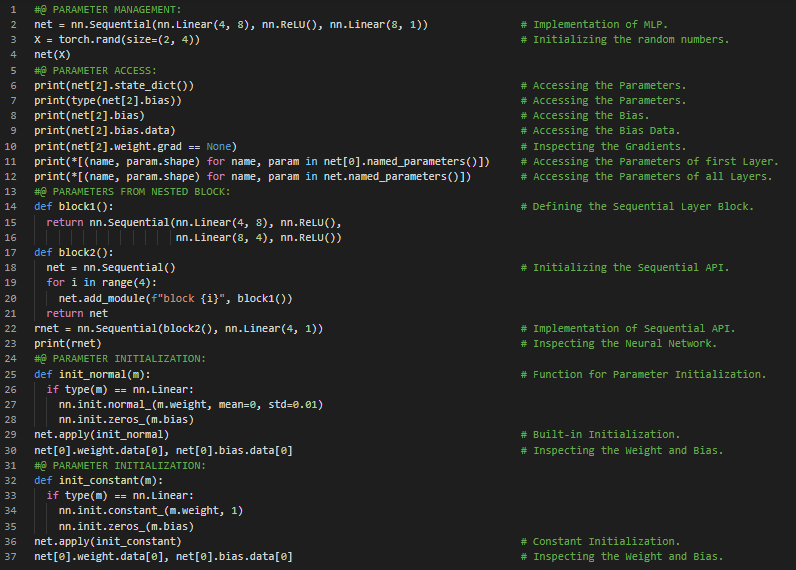 1 #@ PARAMETER MANAGEMENT:
2 net = nn.Sequential(nn.Linear(4, 8), nn.ReLU(), nn.Linear(8, 1)) # Implementation of MLP.
3 X = torch.rand(size=(2, 4)) # Initializing the random numbers.
4 net(X)
5 #@ PARAMETER ACCESS:
6 print(net[2].state_dict()) # Accessing the Parameters.
7 print(type(net[2].bias)) # Accessing the Parameters.
8 print(net[2].bias) # Accessing the Bias.
9 print(net[2].bias.data) # Accessing the Bias Data.
10 print(net[2].weight.grad == None) # Inspecting the Gradients.
11 print(*[(name, param.shape) for name, param in net[0].named_parameters()]) # Accessing the Parameters of first Layer.
12 print(*[(name, param.shape) for name, param in net.named_parameters()]) # Accessing the Parameters of all Layers.
13 #@ PARAMETERS FROM NESTED BLOCK:
14 def block1(): # Defining the Sequential Layer Block.
15   return nn.Sequential(nn.Linear(4, 8), nn.ReLU(),
16                        nn.Linear(8, 4), nn.ReLU())
17 def block2():
18   net = nn.Sequential() # Initializing the Sequential API.
19   for i in range(4):
20     net.add_module(f"block {i}", block1())
21   return net
22 rnet = nn.Sequential(block2(), nn.Linear(4, 1)) # Implementation of Sequential API.
23 print(rnet) # Inspecting the Neural Network.
24 #@ PARAMETER INITIALIZATION:
25 def init_normal(m): # Function for Parameter Initialization.
26   if type(m) == nn.Linear:
27     nn.init.normal_(m.weight, mean=0, std=0.01)
28     nn.init.zeros_(m.bias)
29 net.apply(init_normal) # Built-in Initialization.
30 net[0].weight.data[0], net[0].bias.data[0] # Inspecting the Weight and Bias.
31 #@ PARAMETER INITIALIZATION:
32 def init_constant(m):
33   if type(m) == nn.Linear:
34     nn.init.constant_(m.weight, 1)
35     nn.init.zeros_(m.bias)
36 net.apply(init_constant) # Constant Initialization.
37 net[0].weight.data[0], net[0].bias.data[0] # Inspecting the Weight and Bias.